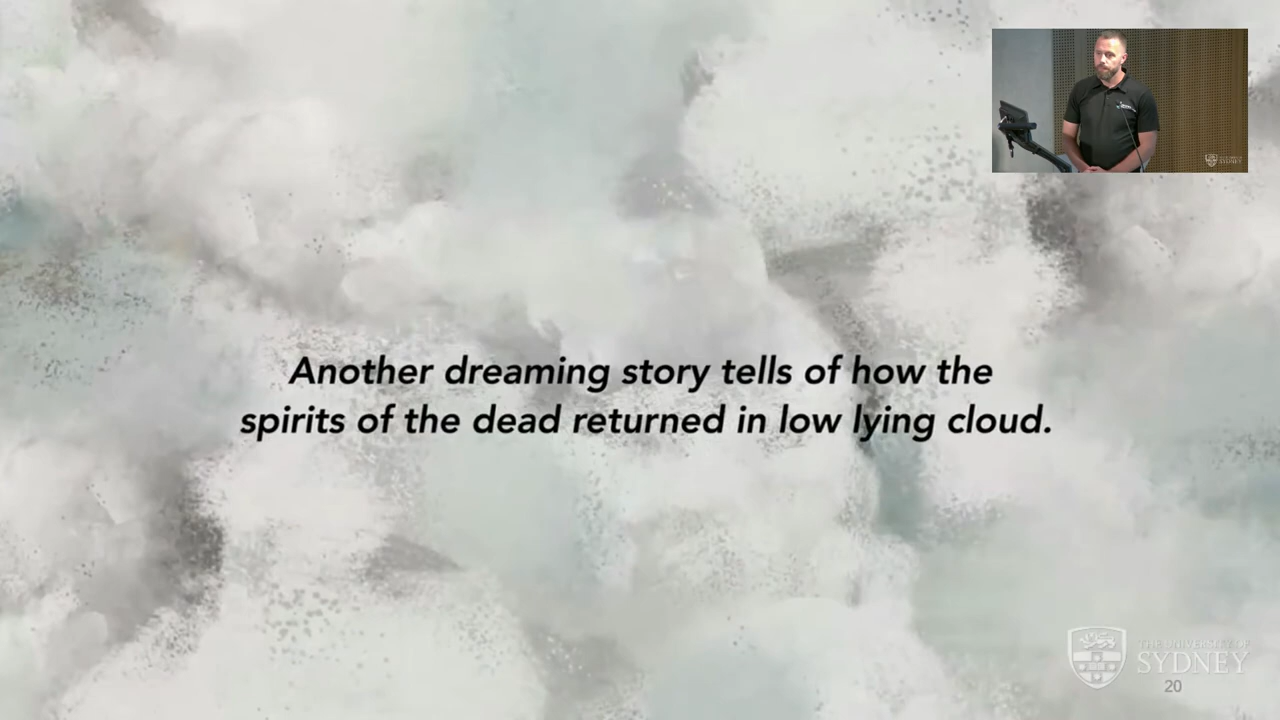 Another dreaming story tells of how the
spirits of the dead returned in low lying cloud.
THE UNIVERSITY OF
SYDNEY
20
SYDNEY